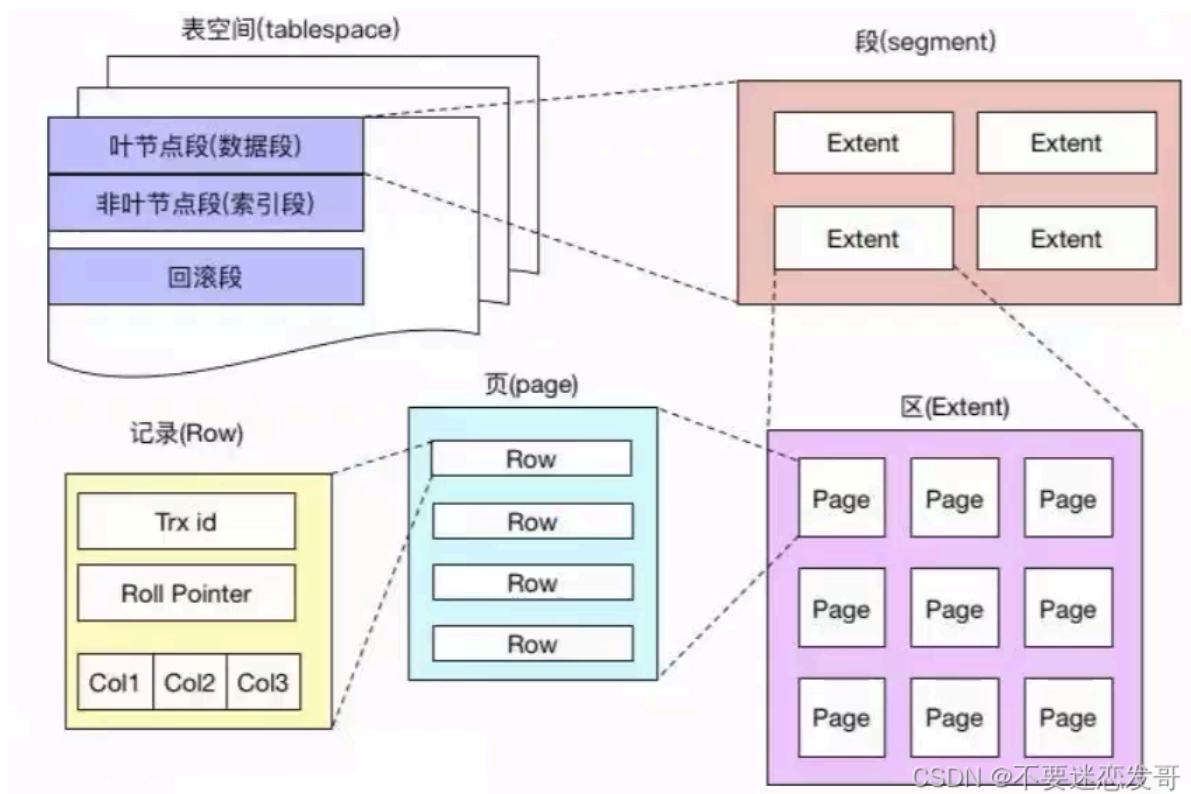 表空间(tablespace)
叶节点段(数据段)
非叶节点段(索引段)
回滚段
段(segment)
Extent Extent
Extent Extent
区(Extent)
Page Page Page
Page Page Page
Page Page Page
页(page)
Row
Row
Row
Row
记录(Row)
Trx id
Roll Pointer
Col1 Col2 Col3
CSDN @不要迷恋发哥